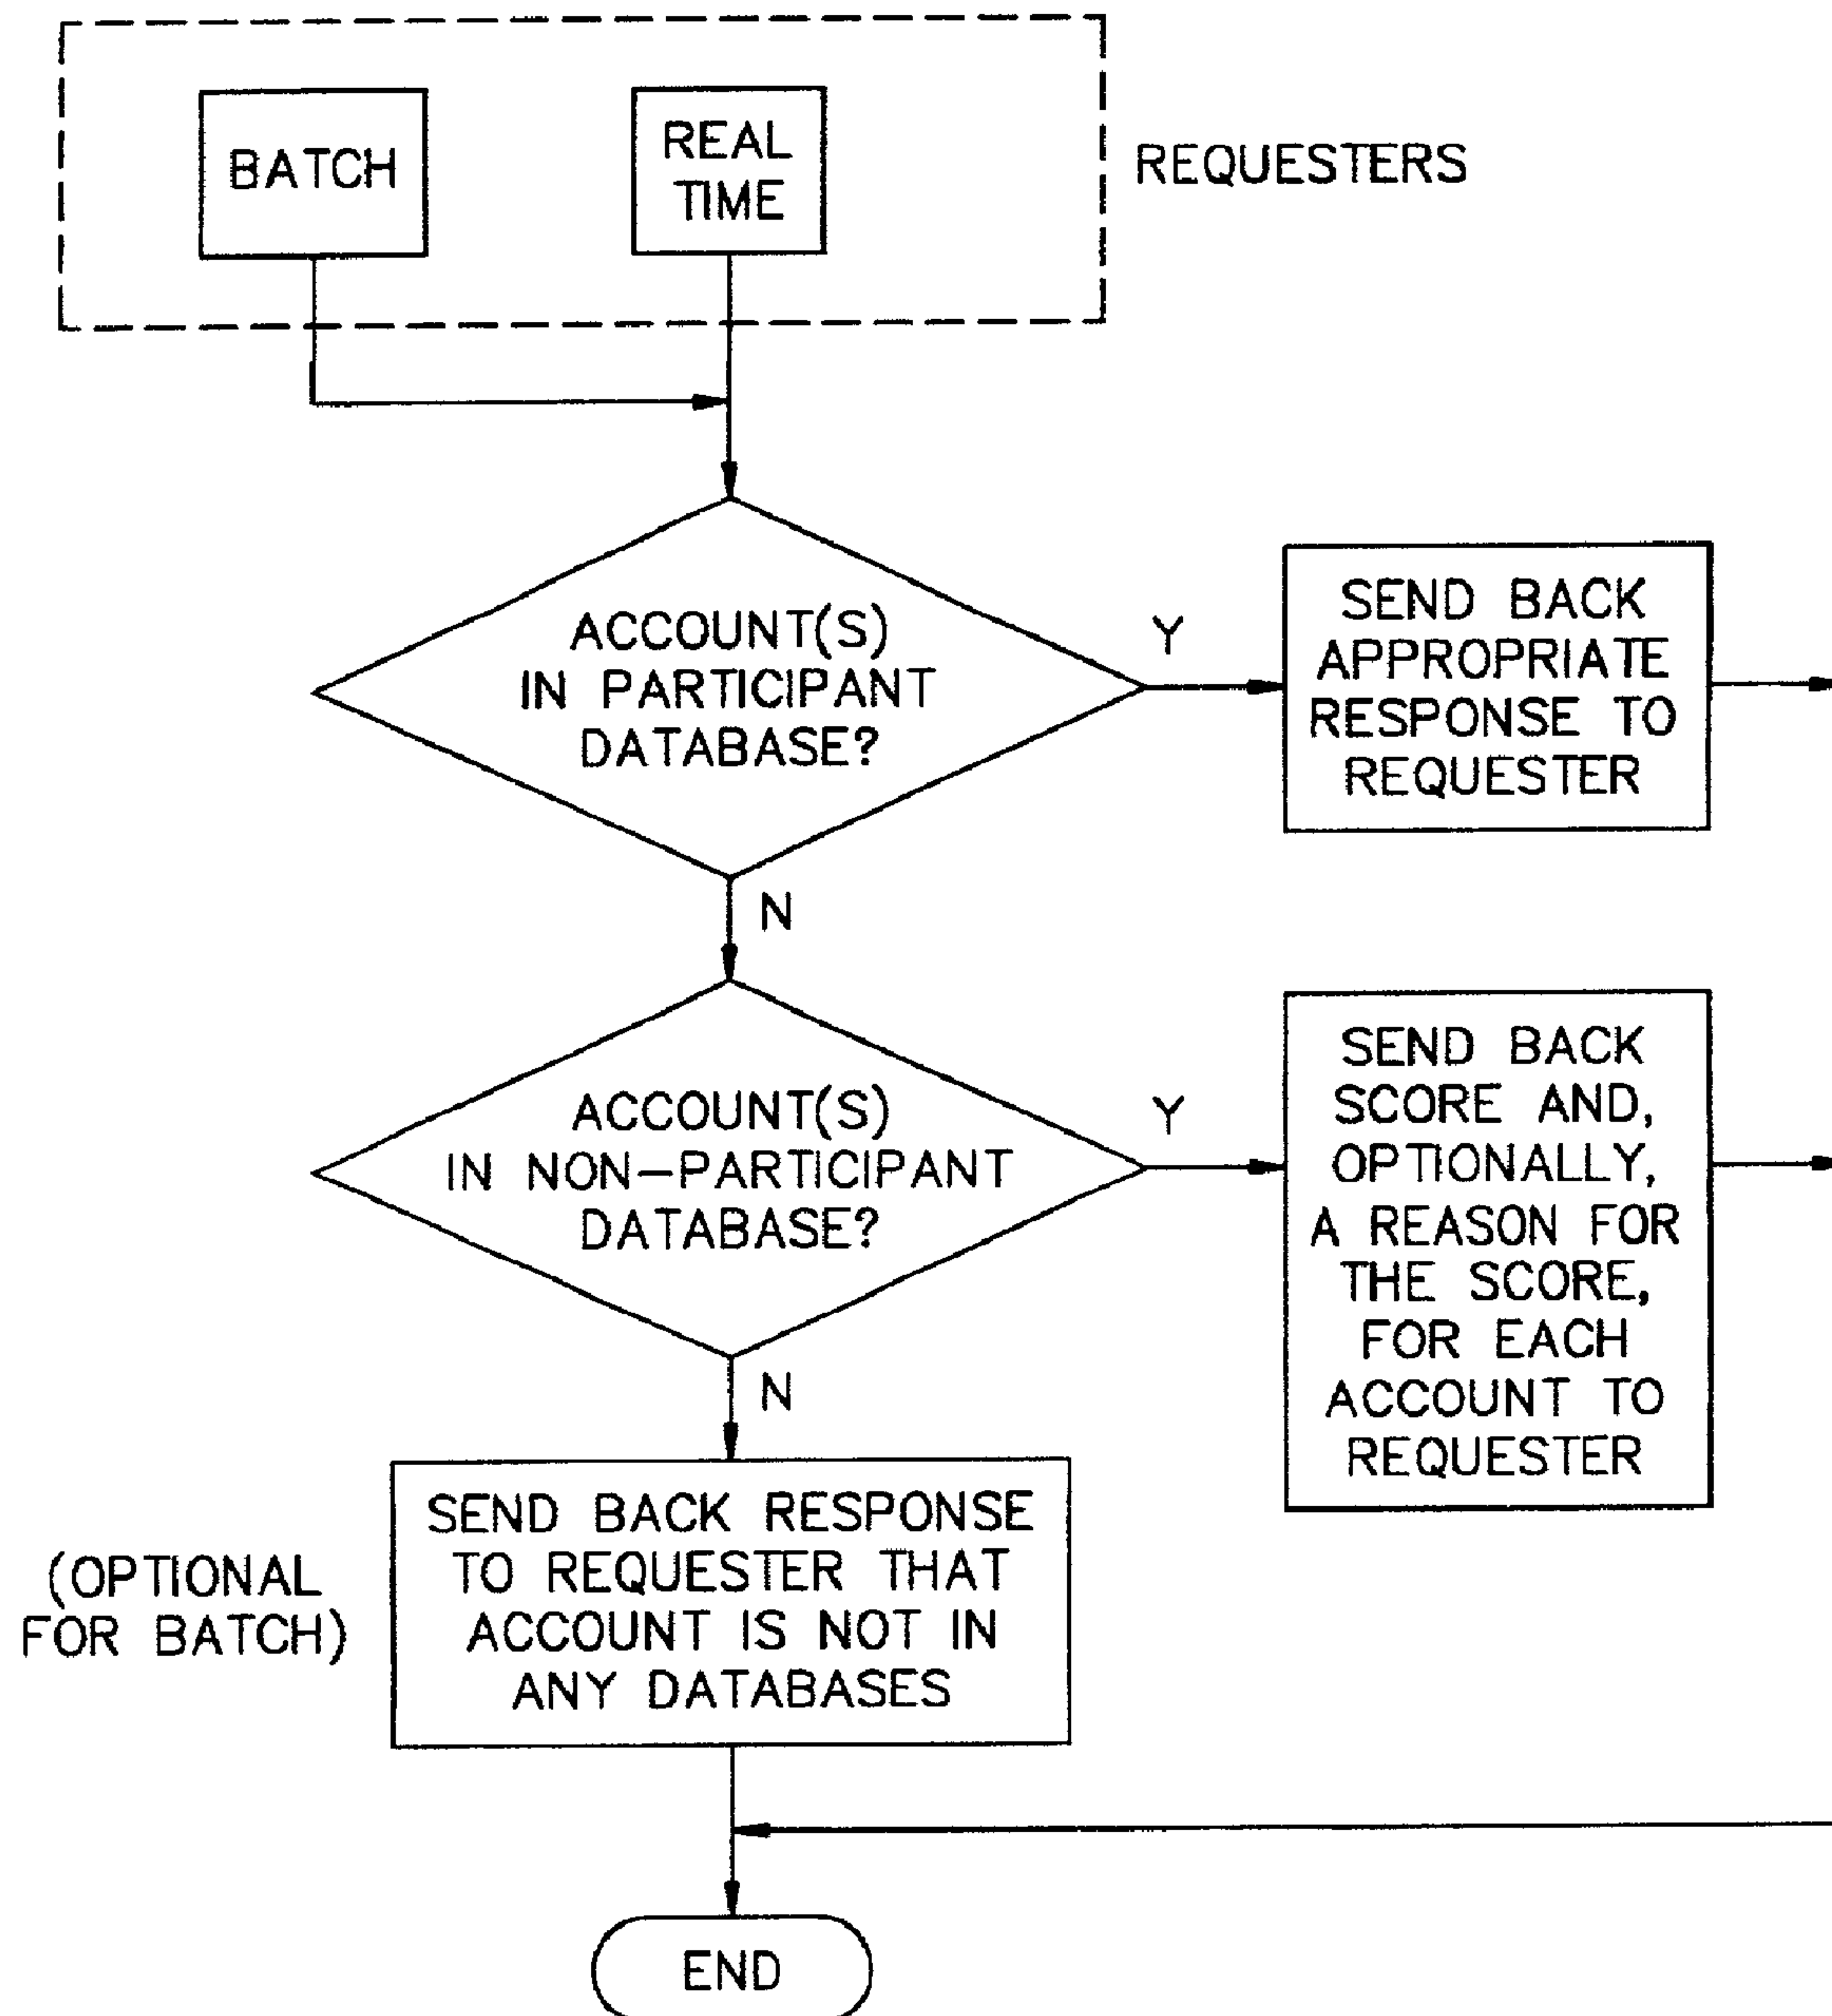 BATCH
REAL
TIME
REQUESTERS
ACCOUNT(S)
IN PARTICIPANT
DATABASE?
Y
SEND BACK
APPROPRIATE
RESPONSE TO
REQUESTER
N
ACCOUNT(S)
IN NON-PARTICIPANT
DATABASE?
Y
SEND BACK
SCORE AND,
OPTIONALLY,
A REASON FOR
THE SCORE,
FOR EACH
ACCOUNT TO
REQUESTER
N
(OPTIONAL
FOR BATCH)
SEND BACK RESPONSE
TO REQUESTER THAT
ACCOUNT IS NOT IN
ANY DATABASES
END